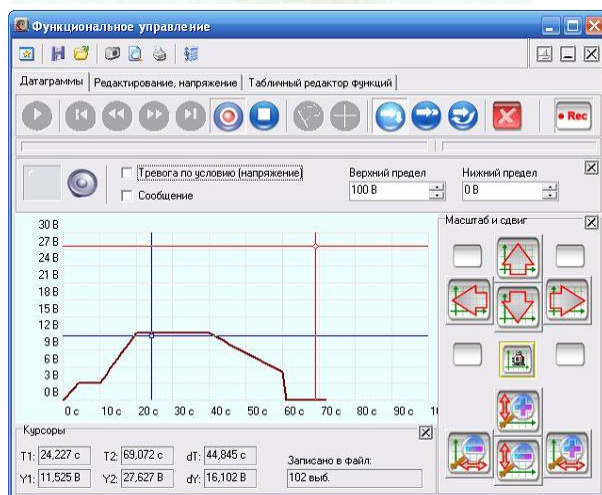 Функциональное управление
Датаграммы Редактирование, напряжение Табличный редактор функций
Rec
Тревога по условию (напряжение)
Сообщение
Верхний предел
100 В
Нижний предел
0 В
30 В
27 В
24 В
21 В
18 В
15 В
12 В
9 В
6 В
3 В
0 В
0 с 10 с 20 с 30 с 40 с 50 с 60 с 70 с 80 с 90 с 1
Масштаб и сдвиг
Курсоры
T1: 24,227 с T2: 69,072 с dT: 44,845 с
Y1: 11,525 В Y2: 27,627 В dY: 16,102 В
Записано в файл:
102 выб.